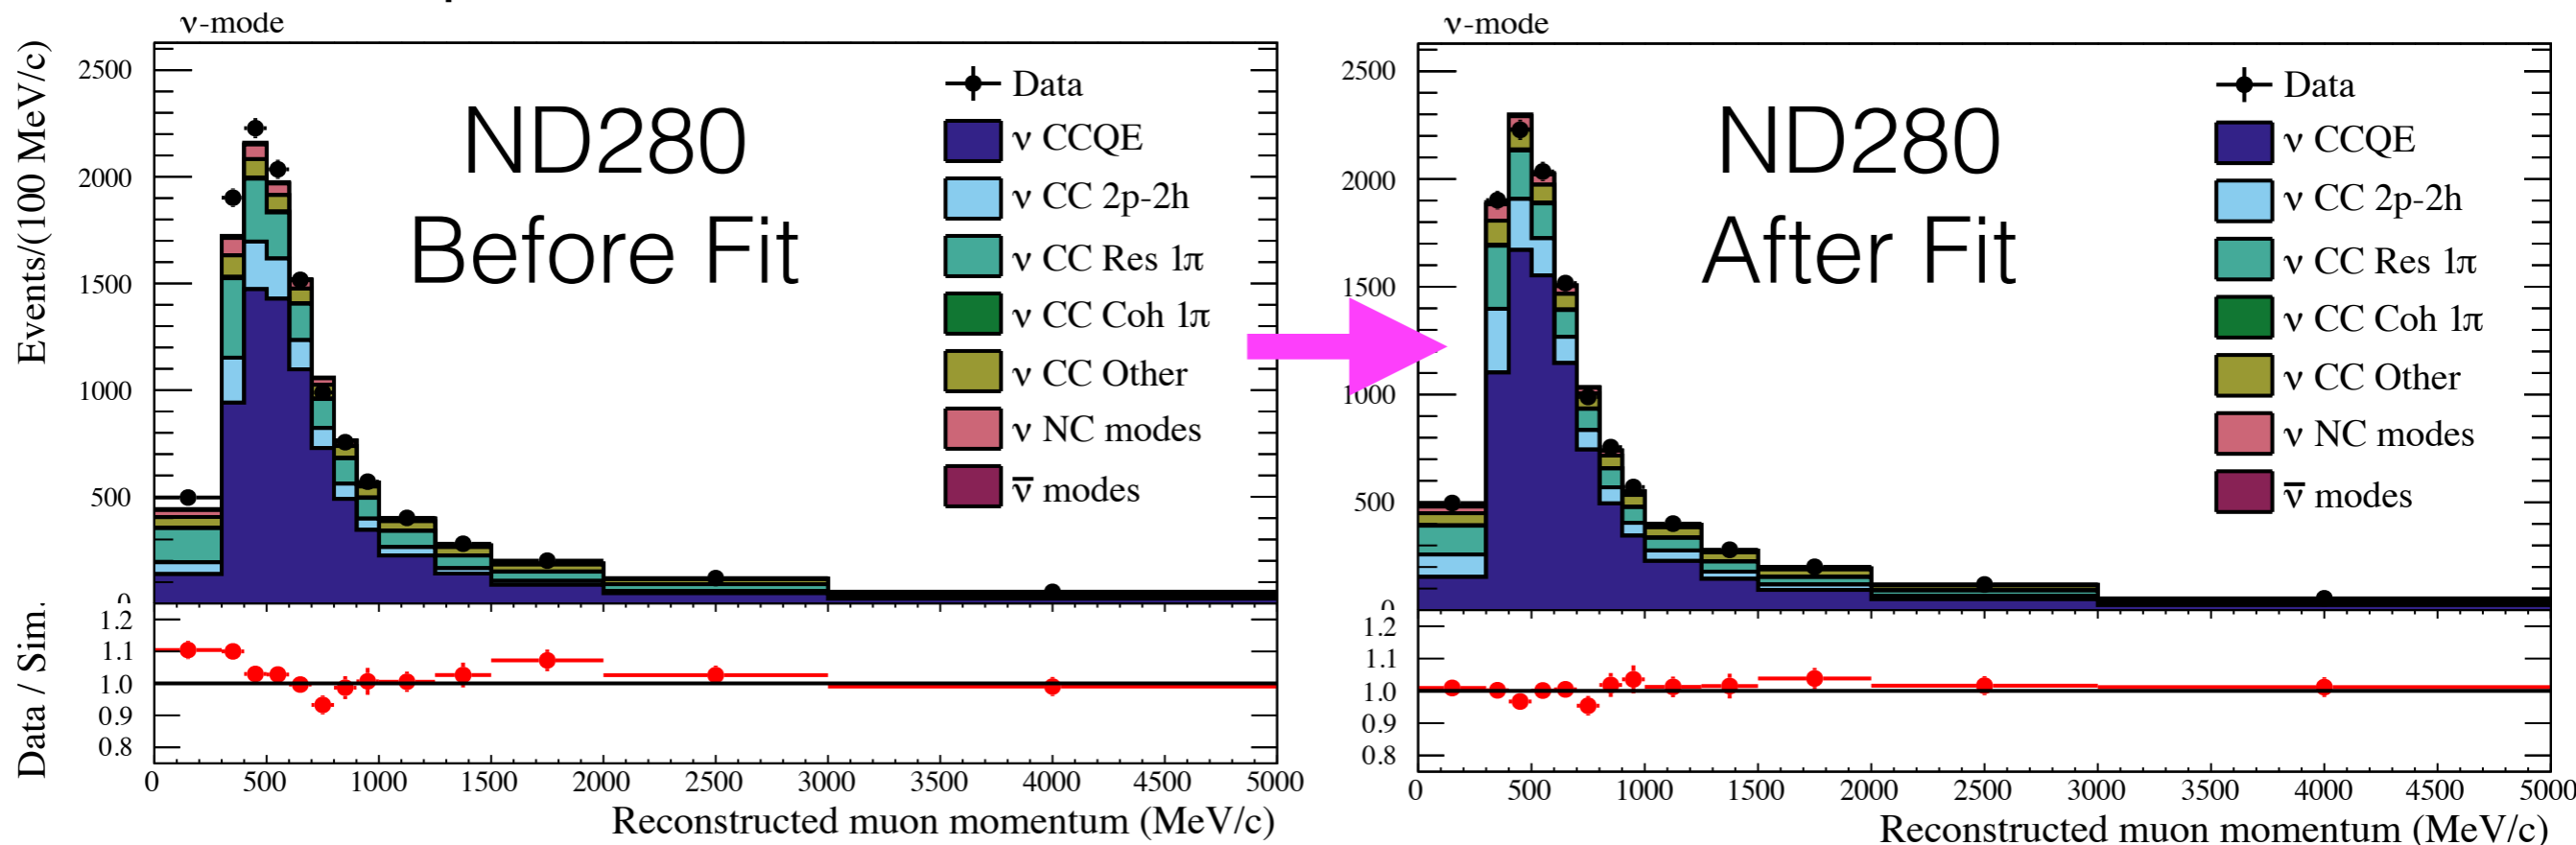 ν-mode
Events/(100 MeV/c)
2500
2000
1500
1000
500
0
ND280
Before Fit
Data
ν CCQE
ν CC 2p-2h
ν CC Res 1π
ν CC Coh 1π
ν CC Other
ν NC modes
ν̅ modes
Data / Sim.
1.2
1.1
1.0
0.9
0.8
0 500 1000 1500 2000 2500 3000 3500 4000 4500 5000
Reconstructed muon momentum (MeV/c)
ν-mode
2500
2000
1500
1000
500
0
ND280
After Fit
Data
ν CCQE
ν CC 2p-2h
ν CC Res 1π
ν CC Coh 1π
ν CC Other
ν NC modes
ν̅ modes
1.2
1.1
1.0
0.9
0.8
0 500 1000 1500 2000 2500 3000 3500 4000 4500 5000
Reconstructed muon momentum (MeV/c)